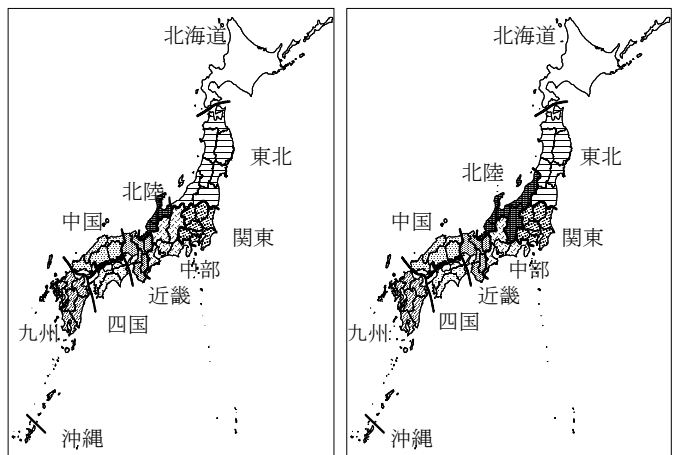 北海道
東北
北陸
中国
関東
中部
近畿
四国
九州
沖縄
北海道
東北
北陸
中国
関東
中部
近畿
四国
九州
沖縄